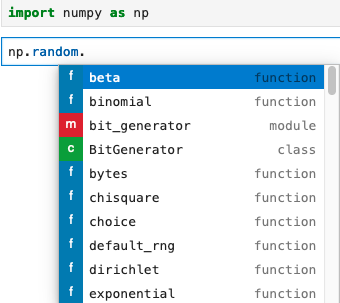 import numpy as np
np.random.
f beta function
f binomial function
m bit_generator module
c BitGenerator class
f bytes function
f chisquare function
f choice function
f default_rng function
f dirichlet function
f exponential function